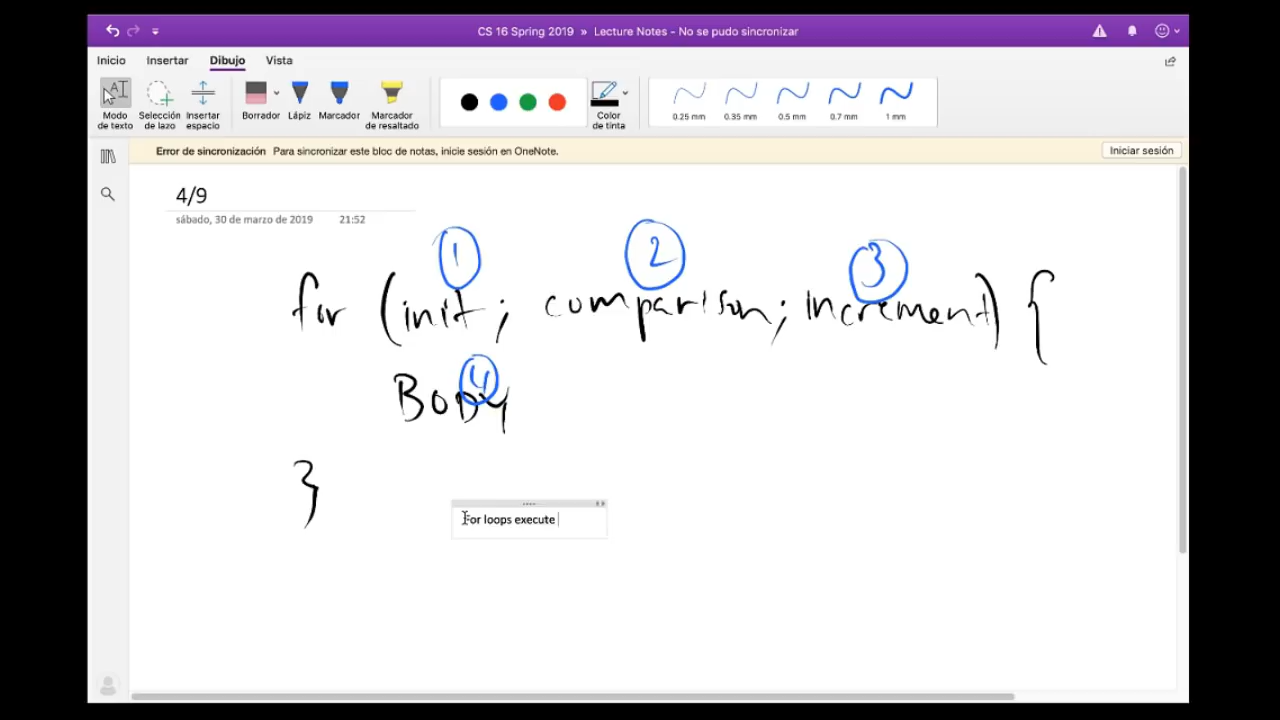 CS 16 Spring 2019 » Lecture Notes - No se pudo sincronizar
Inicio Insertar Dibujo Vista
Modo de texto
Selección de lazo
Insertar espacio
Borrador
Lápiz
Marcador
Marcador de resaltado
Color de tinta
0.25 mm 0.35 mm 0.5 mm 0.7 mm 1 mm
Error de sincronización Para sincronizar este bloc de notas, inicie sesión en OneNote. Iniciar sesión
4/9
sábado, 30 de marzo de 2019 21:52
1 2 3
for (init; comparison; increment) {
4
BODY
}
For loops execute